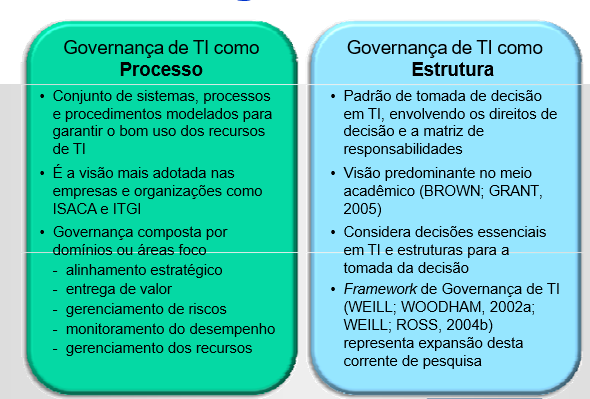 Governança de TI como
Processo
• Conjunto de sistemas, processos
e procedimentos modelados para
garantir o bom uso dos recursos
de TI
• É a visão mais adotada nas
empresas e organizações como
ISACA e ITGI
• Governança composta por
domínios ou áreas foco
- alinhamento estratégico
- entrega de valor
- gerenciamento de riscos
- monitoramento do desempenho
- gerenciamento dos recursos
Governança de TI como
Estrutura
• Padrão de tomada de decisão
em TI, envolvendo os direitos de
decisão e a matriz de
responsabilidades
• Visão predominante no meio
acadêmico (BROWN; GRANT,
2005)
• Considera decisões essenciais
em TI e estruturas para a
tomada da decisão
• Framework de Governança de TI
(WEILL; WOODHAM, 2002a;
WEILL; ROSS, 2004b)
representa expansão desta
corrente de pesquisa